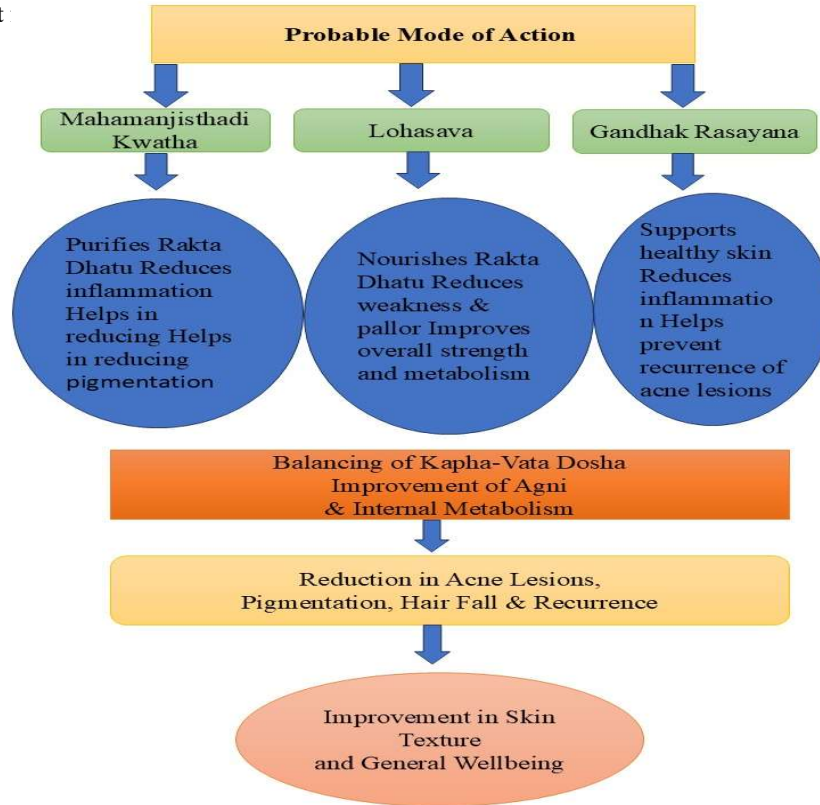 t
Probable Mode of Action
Mahamanjisthadi
Kwatha
Lohasava
Gandhak Rasayana
Purifies Rakta
Dhatu Reduces
inflammation
Helps in
reducing Helps
in reducing
pigmentation
Nourishes Rakta
Dhatu Reduces
weakness &
pallor Improves
overall strength
and metabolism
Supports
healthy skin
Reduces
inflammatio
n Helps
prevent
recurrence of
acne lesions
Balancing of Kapha-Vata Dosha
Improvement of Agni
& Internal Metabolism
Reduction in Acne Lesions,
Pigmentation, Hair Fall & Recurrence
Improvement in Skin
Texture
and General Wellbeing